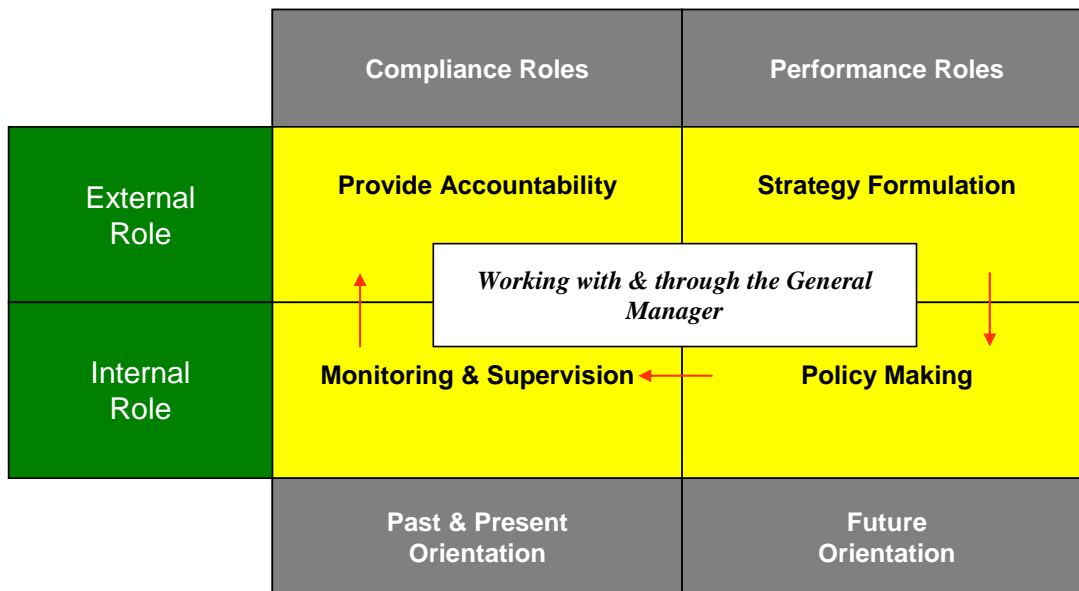 Compliance Roles
Performance Roles
External
Role
Provide Accountability
Strategy Formulation
Working with & through the General
Manager
Internal
Role
Monitoring & Supervision
Policy Making
Past & Present
Orientation
Future
Orientation